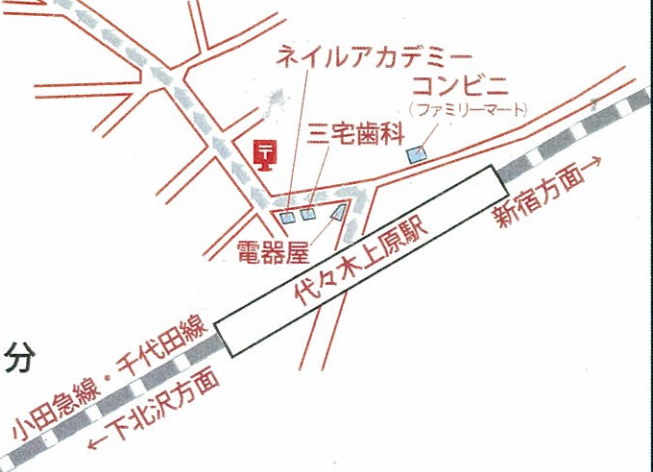 ネイルアカデミー
コンビニ
（ファミリーマート）
三宅歯科
電器屋
代々木上原駅
新宿方面→
分
小田急線・千代田線
←下北沢方面